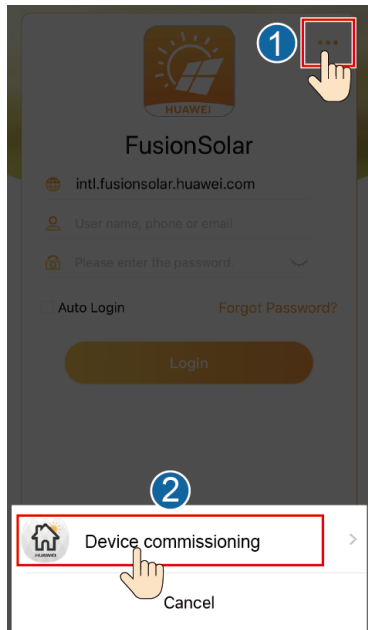 1
...
HUAWEI
FusionSolar
intl.fusionsolar.huawei.com
User name, phone or email
Please enter the password.
Auto Login Forgot Password?
Login
2
HUAWEI
Device commissioning >
Cancel